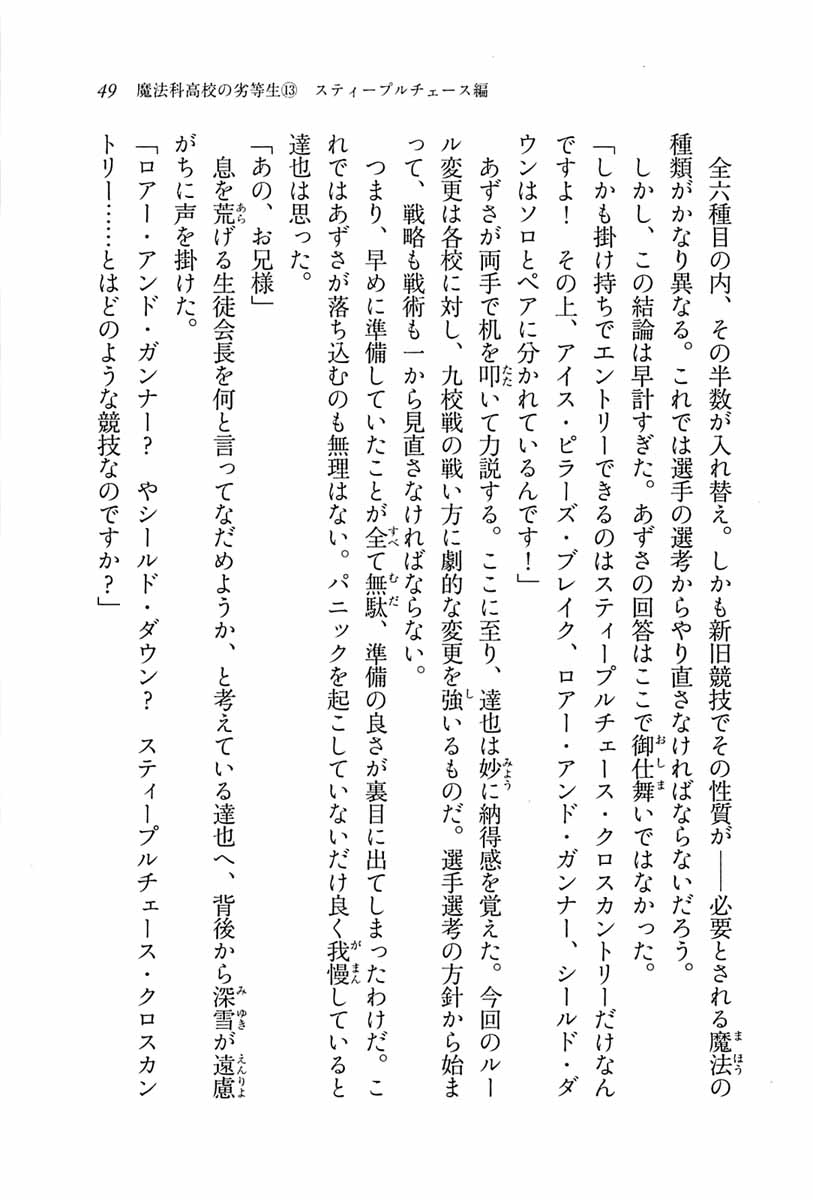 49　魔法科高校の劣等生⑬　スティープルチェース編
　全六種目の内、その半数が入れ替え。しかも新旧競技でその性質が――必要とされる魔法の
種類がかなり異なる。これでは選手の選考からやり直さなければならないだろう。
　しかし、この結論は早計すぎた。あずさの回答はここで御仕舞いではなかった。
「しかも掛け持ちでエントリーできるのはスティープルチェース・クロスカントリーだけなん
ですよ！　その上、アイス・ピラーズ・ブレイク、ロアー・アンド・ガンナー、シールド・ダ
ウンはソロとペアに分かれているんです！」
　あずさが両手で机を叩いて力説する。ここに至り、達也は妙に納得感を覚えた。今回のルー
ル変更は各校に対し、九校戦の戦い方に劇的な変更を強いるものだ。選手選考の方針から始ま
って、戦略も戦術も一から見直さなければならない。
　つまり、早めに準備していたことが全て無駄、準備の良さが裏目に出てしまったわけだ。こ
れではあずさが落ち込むのも無理はない。パニックを起こしていないだけ良く我慢していると
達也は思った。
「あの、お兄様」
　息を荒げる生徒会長を何と言ってなだめようか、と考えている達也へ、背後から深雪が遠慮
がちに声を掛けた。
「ロアー・アンド・ガンナー？　やシールド・ダウン？　スティープルチェース・クロスカン
トリー……とはどのような競技なのですか？」